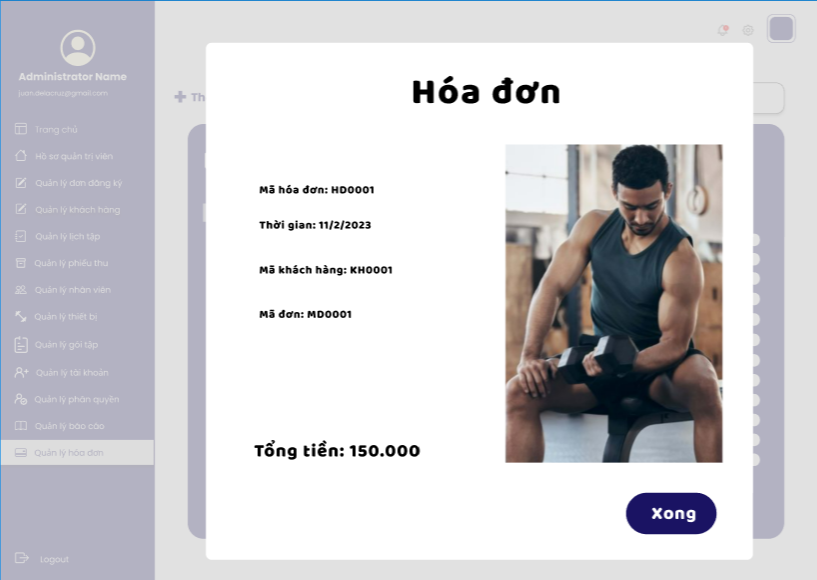 Administrator Name
juandelacruz@gmail.com
Trang chủ
Hồ sơ quản trị viên
Quản lý đơn đăng ký
Quản lý khách hàng
Quản lý lịch tập
Quản lý phiếu thu
Quản lý nhân viên
Quản lý thiết bị
Quản lý gói tập
Quản lý tài khoản
Quản lý phân quyền
Quản lý báo cáo
Quản lý hóa đơn
Logout
Th
Hóa đơn
Mã hóa đơn: HD0001
Thời gian: 11/2/2023
Mã khách hàng: KH0001
Mã đơn: MD0001
Tổng tiền: 150.000
Xong